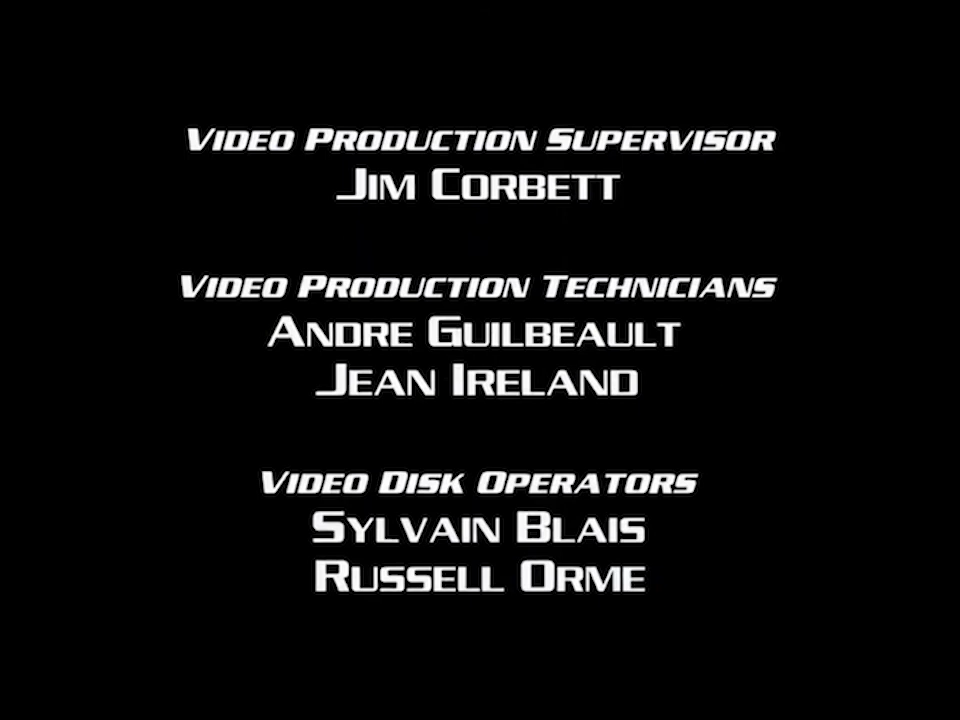 Video Production Supervisor
Jim Corbett
Video Production Technicians
Andre Guilbeault
Jean Ireland
Video Disk Operators
Sylvain Blais
Russell Orme